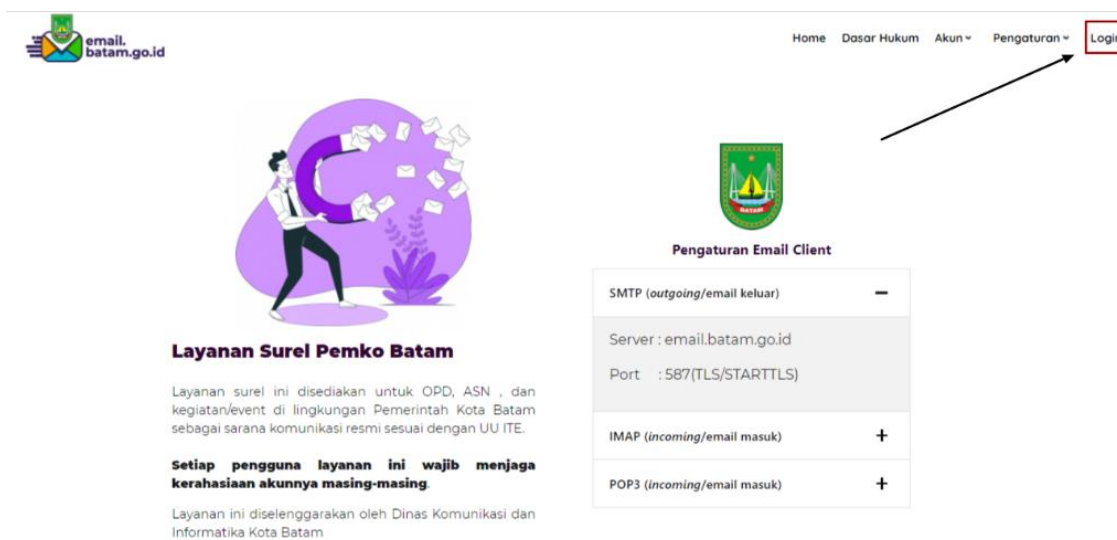 email.
batam.go.id
Home Dasar Hukum Akun Pengaturan Login
BATAM
Pengaturan Email Client
SMTP (outgoing/email keluar)
Server : email.batam.go.id
Port : 587(TLS/STARTTLS)
IMAP (incoming/email masuk)
POP3 (incoming/email masuk)
Layanan Surel Pemko Batam
Layanan surel ini disediakan untuk OPD, ASN , dan
kegiatan/event di lingkungan Pemerintah Kota Batam
sebagai sarana komunikasi resmi sesuai dengan UU ITE.
Setiap pengguna layanan ini wajib menjaga
kerahasiaan akunnya masing-masing.
Layanan ini diselenggarakan oleh Dinas Komunikasi dan
Informatika Kota Batam